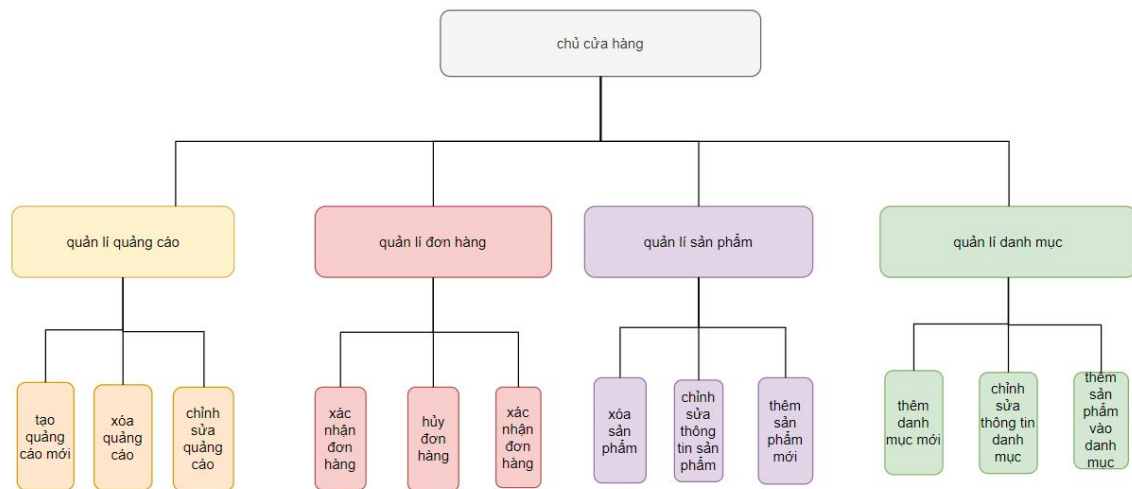 chủ cửa hàng
quản lí quảng cáo
quản lí đơn hàng
quản lí sản phẩm
quản lí danh mục
tạo
quảng
cáo mới
xóa
quảng
cáo
chỉnh
sửa
quảng
cáo
xác
nhận
đơn
hàng
hủy
đơn
hàng
xác
nhận
đơn
hàng
xóa
sản
phẩm
chỉnh
sửa
thông
tin sản
phẩm
thêm
sản
phẩm
mới
thêm
danh
mục mới
chỉnh
sửa
thông tin
danh
mục
thêm
sản
phẩm
vào
danh
mục